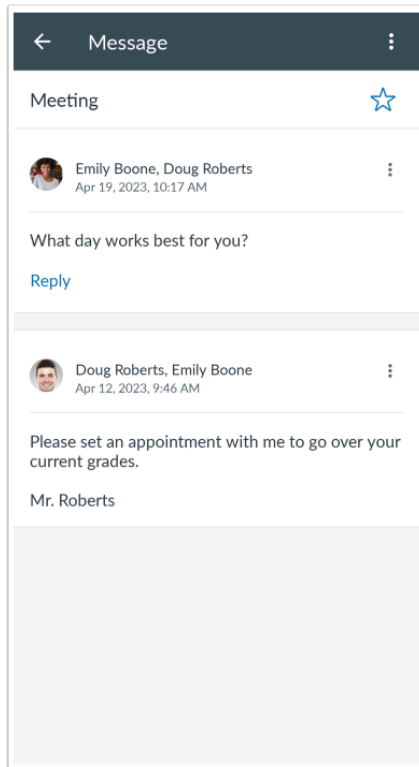 Message
Meeting
Emily Boone, Doug Roberts
Apr 19, 2023, 10:17 AM
What day works best for you?
Reply
Doug Roberts, Emily Boone
Apr 12, 2023, 9:46 AM
Please set an appointment with me to go over your
current grades.
Mr. Roberts